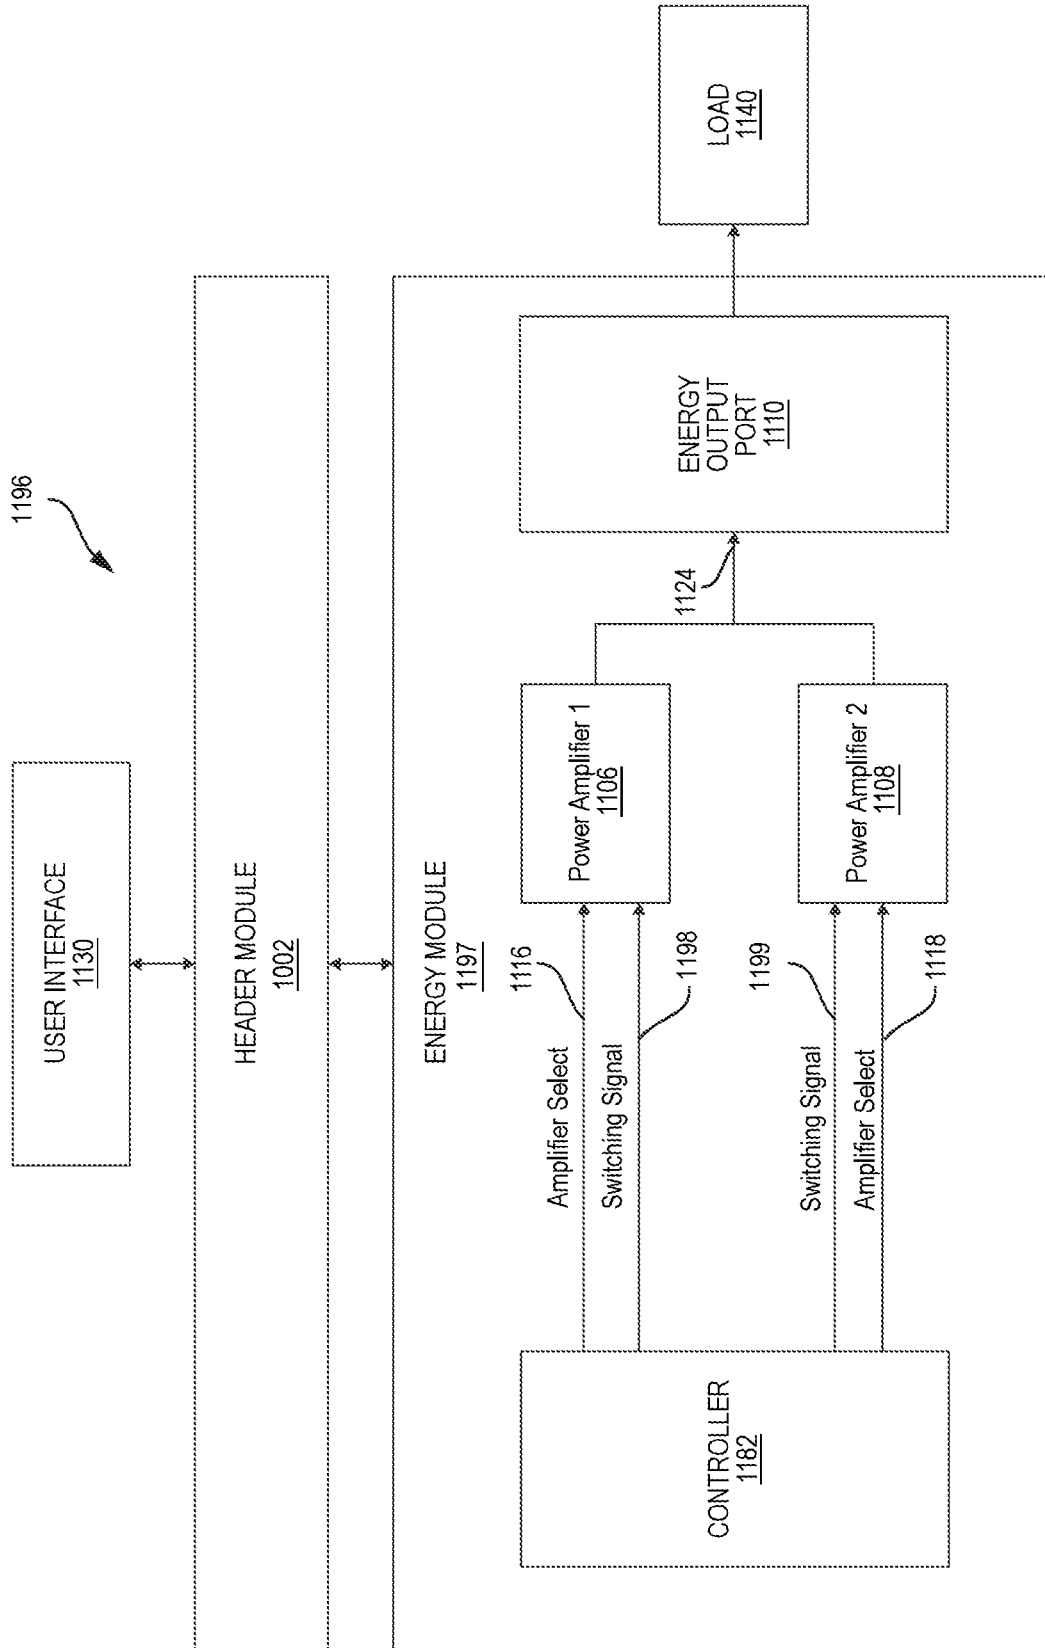 1196
USER INTERFACE
1130
HEADER MODULE
1002
ENERGY MODULE
1197
CONTROLLER
1182
Amplifier Select
1116
Switching Signal
1198
Switching Signal
1199
Amplifier Select
1118
Power Amplifier 1
1106
Power Amplifier 2
1108
1124
ENERGY
OUTPUT
PORT
1110
LOAD
1140